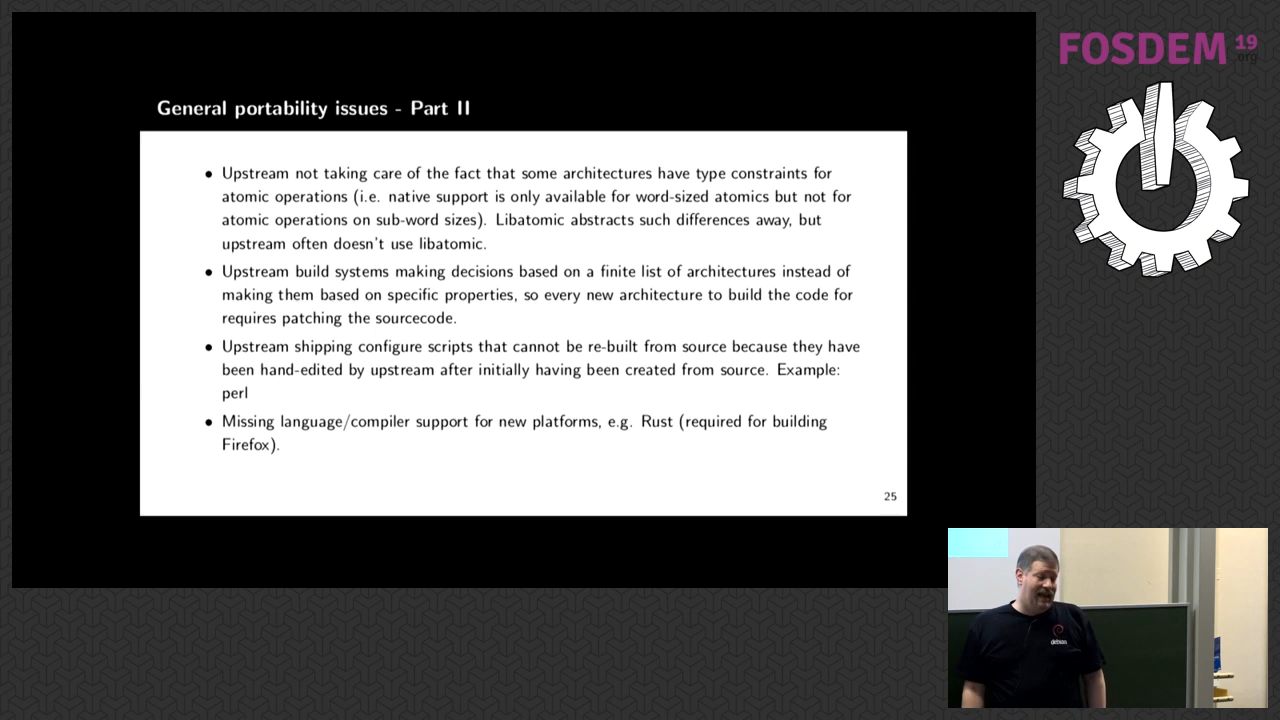 FOSDEM 19
.org
General portability issues - Part II
• Upstream not taking care of the fact that some architectures have type constraints for
atomic operations (i.e. native support is only available for word-sized atomics but not for
atomic operations on sub-word sizes). Libatomic abstracts such differences away, but
upstream often doesn't use libatomic.
• Upstream build systems making decisions based on a finite list of architectures instead of
making them based on specific properties, so every new architecture to build the code for
requires patching the sourcecode.
• Upstream shipping configure scripts that cannot be re-built from source because they have
been hand-edited by upstream after initially having been created from source. Example:
perl
• Missing language/compiler support for new platforms, e.g. Rust (required for building
Firefox).
25
debian